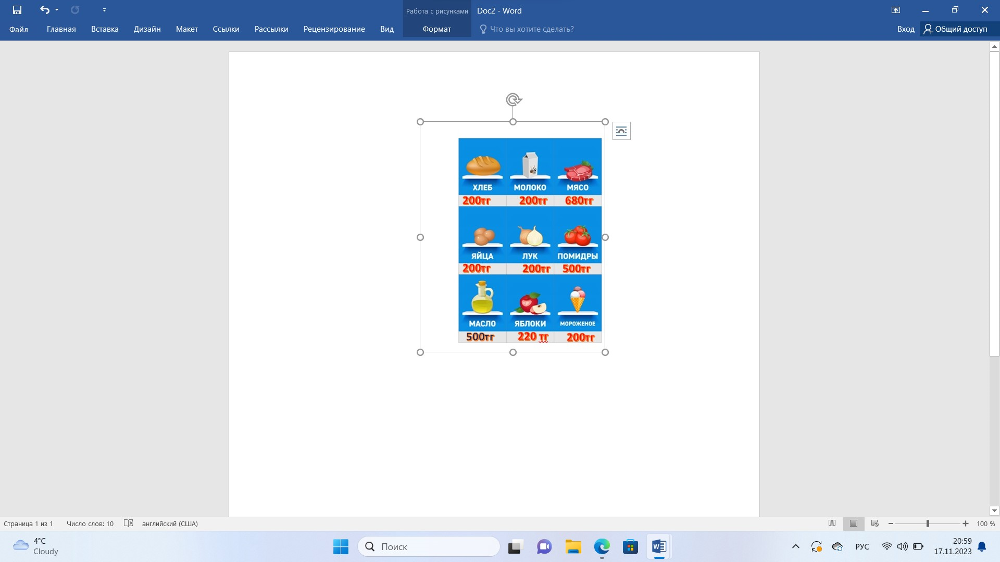 Работа с рисунками
Doc2 - Word
Файл
Главная
Вставка
Дизайн
Макет
Ссылки
Рассылки
Рецензирование
Вид
Формат
Что вы хотите сделать?
Вход
Общий доступ
ХЛЕБ МОЛОКО МЯСО
200тг 200тг 680тг
ЯЙЦА ЛУК ПОМИДРЫ
200тг 200тг 500тг
МАСЛО ЯБЛОКИ МОРОЖЕНОЕ
500тг 220 тг 200тг
Страница 1 из 1
Число слов: 10
английский (США)
100 %
4°C
Cloudy
Поиск
РУС
20:59
17.11.2023